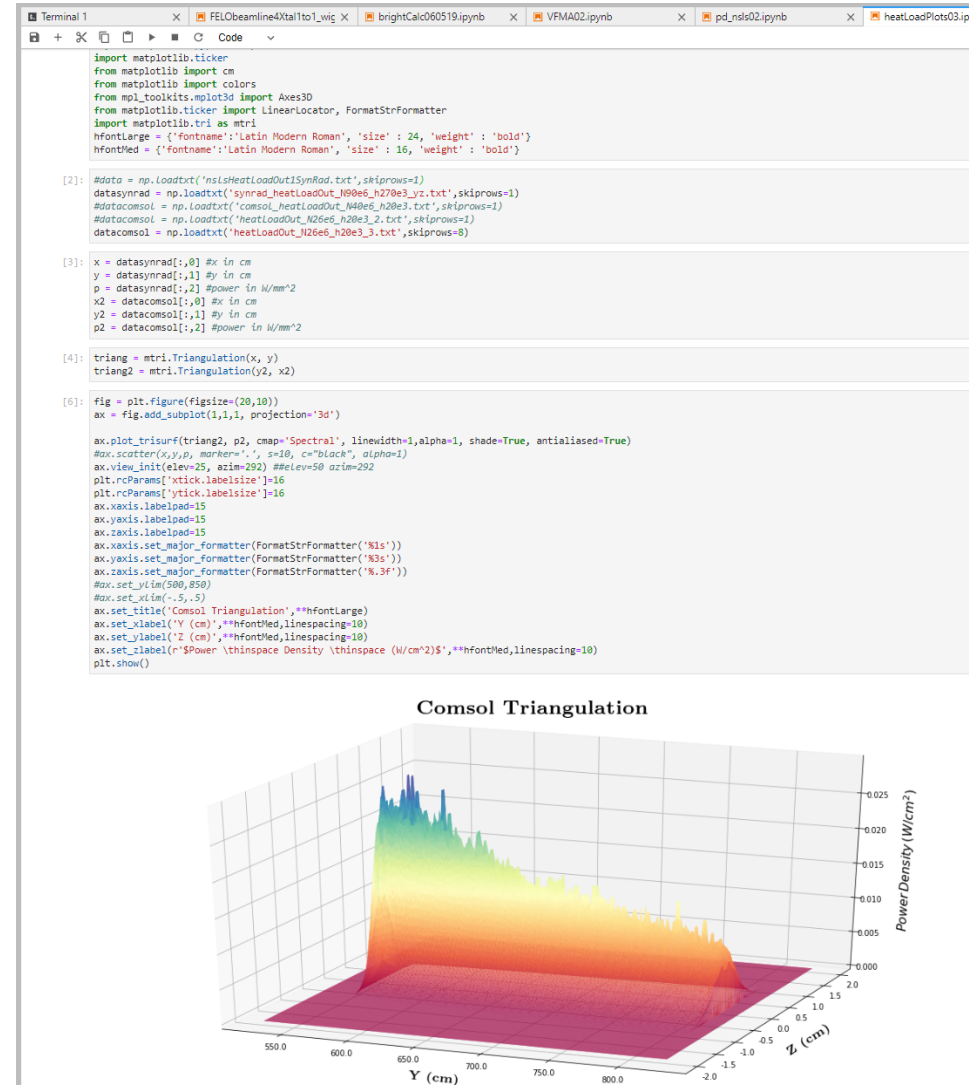 Terminal 1
FELObeamline4Xtal1to1_wig
brightCalc060519.ipynb
VFMA02.ipynb
pd_nsls02.ipynb
heatLoadPlots03.ip
Code
import matplotlib.ticker
from matplotlib import cm
from matplotlib import colors
from mpl_toolkits.mplot3d import Axes3D
from matplotlib.ticker import LinearLocator, FormatStrFormatter
import matplotlib.tri as mtri
hfontLarge = {'fontname':'Latin Modern Roman', 'size' : 24, 'weight' : 'bold'}
hfontMed = {'fontname':'Latin Modern Roman', 'size' : 16, 'weight' : 'bold'}
[2]: #data = np.loadtxt('nslsHeatLoadOut1SynRad.txt',skiprows=1)
datasynrad = np.loadtxt('synrad_heatLoadOut_N90e6_h270e3_yz.txt',skiprows=1)
#datacomsol = np.loadtxt('comsol_heatLoadOut_N40e6_h20e3.txt',skiprows=1)
#datacomsol = np.loadtxt('heatLoadOut_N26e6_h20e3_2.txt',skiprows=1)
datacomsol = np.loadtxt('heatLoadOut_N26e6_h20e3_3.txt',skiprows=8)
[3]: x = datasynrad[:,0] #x in cm
y = datasynrad[:,1] #y in cm
p = datasynrad[:,2] #power in W/mm^2
x2 = datacomsol[:,0] #x in cm
y2 = datacomsol[:,1] #y in cm
p2 = datacomsol[:,2] #power in W/mm^2
[4]: triang = mtri.Triangulation(x, y)
triang2 = mtri.Triangulation(y2, x2)
[6]: fig = plt.figure(figsize=(20,10))
ax = fig.add_subplot(1,1,1, projection='3d')
ax.plot_trisurf(triang2, p2, cmap='Spectral', linewidth=1,alpha=1, shade=True, antialiased=True)
#ax.scatter(x,y,p, marker='.', s=10, c="black", alpha=1)
ax.view_init(elev=25, azim=292) ##elev=50 azim=292
plt.rcParams['xtick.labelsize']=16
plt.rcParams['ytick.labelsize']=16
ax.xaxis.labelpad=15
ax.yaxis.labelpad=15
ax.zaxis.labelpad=15
ax.xaxis.set_major_formatter(FormatStrFormatter('%1s'))
ax.yaxis.set_major_formatter(FormatStrFormatter('%3s'))
ax.zaxis.set_major_formatter(FormatStrFormatter('%.3f'))
#ax.set_ylim(500,850)
#ax.set_xlim(-.5,.5)
ax.set_title('Comsol Triangulation',**hfontLarge)
ax.set_xlabel('Y (cm)',**hfontMed,linespacing=10)
ax.set_ylabel('Z (cm)',**hfontMed,linespacing=10)
ax.set_zlabel(r'$Power \thinspace Density \thinspace (W/cm^2)$',**hfontMed,linespacing=10)
plt.show()
Comsol Triangulation
0.025
0.020
0.015
0.010
0.005
0.000
Power Density (W/cm²)
2.0
1.5
1.0
0.5
0.0
-0.5
-1.0
-1.5
-2.0
Z (cm)
550.0
600.0
650.0
700.0
750.0
800.0
Y (cm)